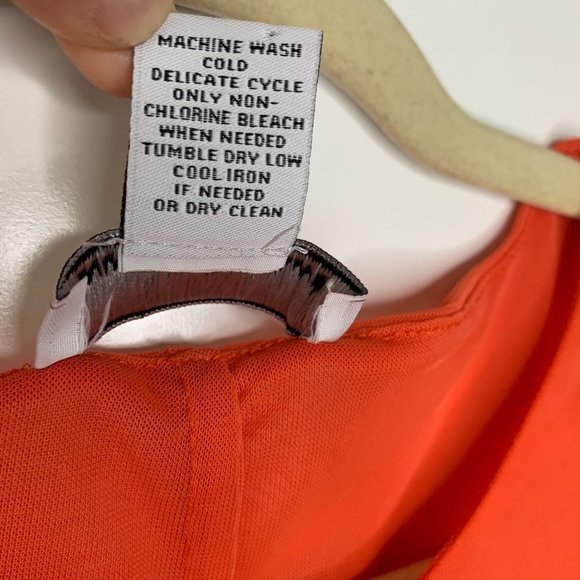 MACHINE WASH
COLD
DELICATE CYCLE
ONLY NON-
CHLORINE BLEACH
WHEN NEEDED
TUMBLE DRY LOW
COOL IRON
IF NEEDED
OR DRY CLEAN